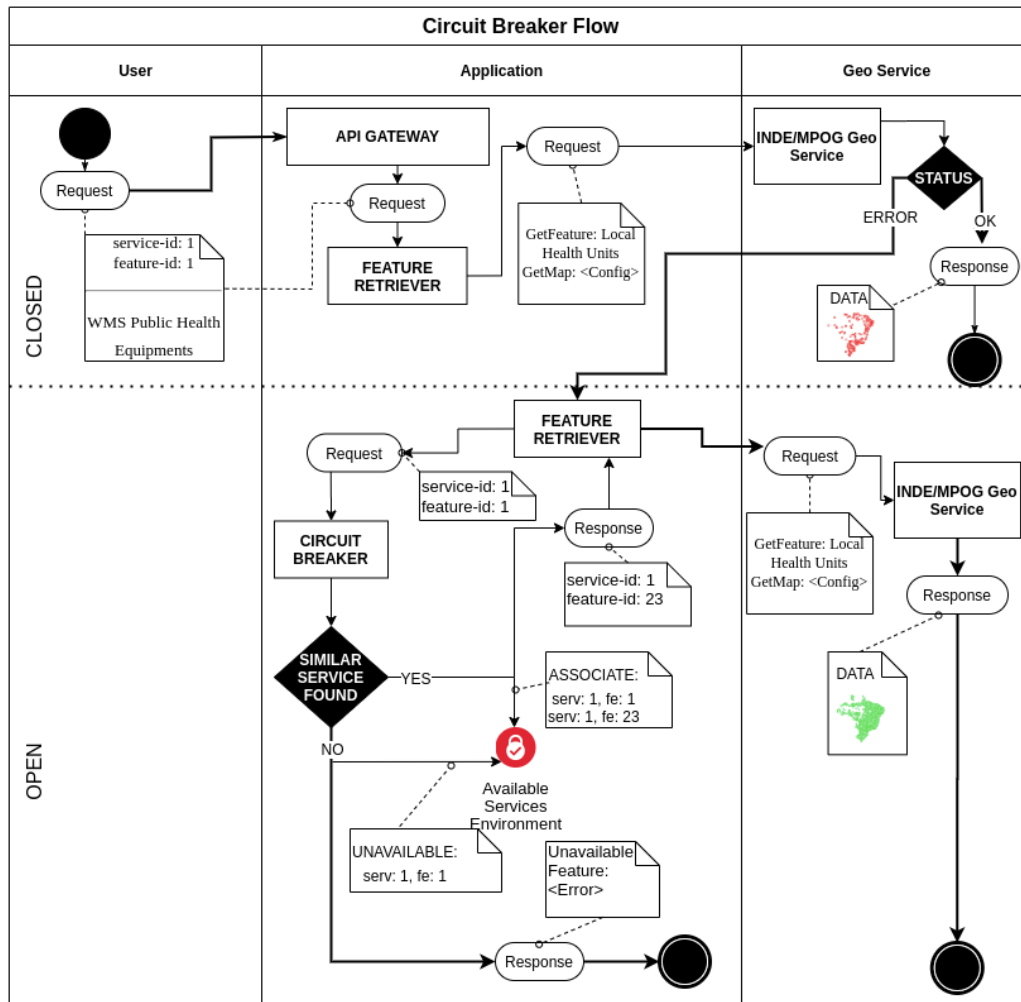 Circuit Breaker Flow
User
Application
Geo Service
CLOSED
Request
service-id: 1
feature-id: 1
WMS Public Health
Equipments
API GATEWAY
Request
FEATURE
RETRIEVER
Request
GetFeature: Local
Health Units
GetMap: <Config>
INDE/MPOG Geo
Service
STATUS
ERROR
OK
Response
DATA
OPEN
FEATURE
RETRIEVER
Request
service-id: 1
feature-id: 1
CIRCUIT
BREAKER
Response
service-id: 1
feature-id: 23
SIMILAR
SERVICE
FOUND
YES
NO
ASSOCIATE:
serv: 1, fe: 1
serv: 1, fe: 23
Available
Services
Environment
UNAVAILABLE:
serv: 1, fe: 1
Unavailable
Feature:
<Error>
Response
Request
GetFeature: Local
Health Units
GetMap: <Config>
INDE/MPOG Geo
Service
Response
DATA